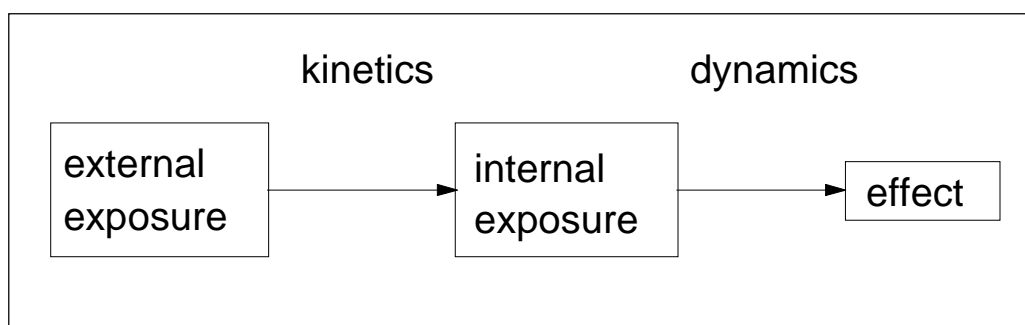 kinetics
dynamics
external
exposure
internal
exposure
effect